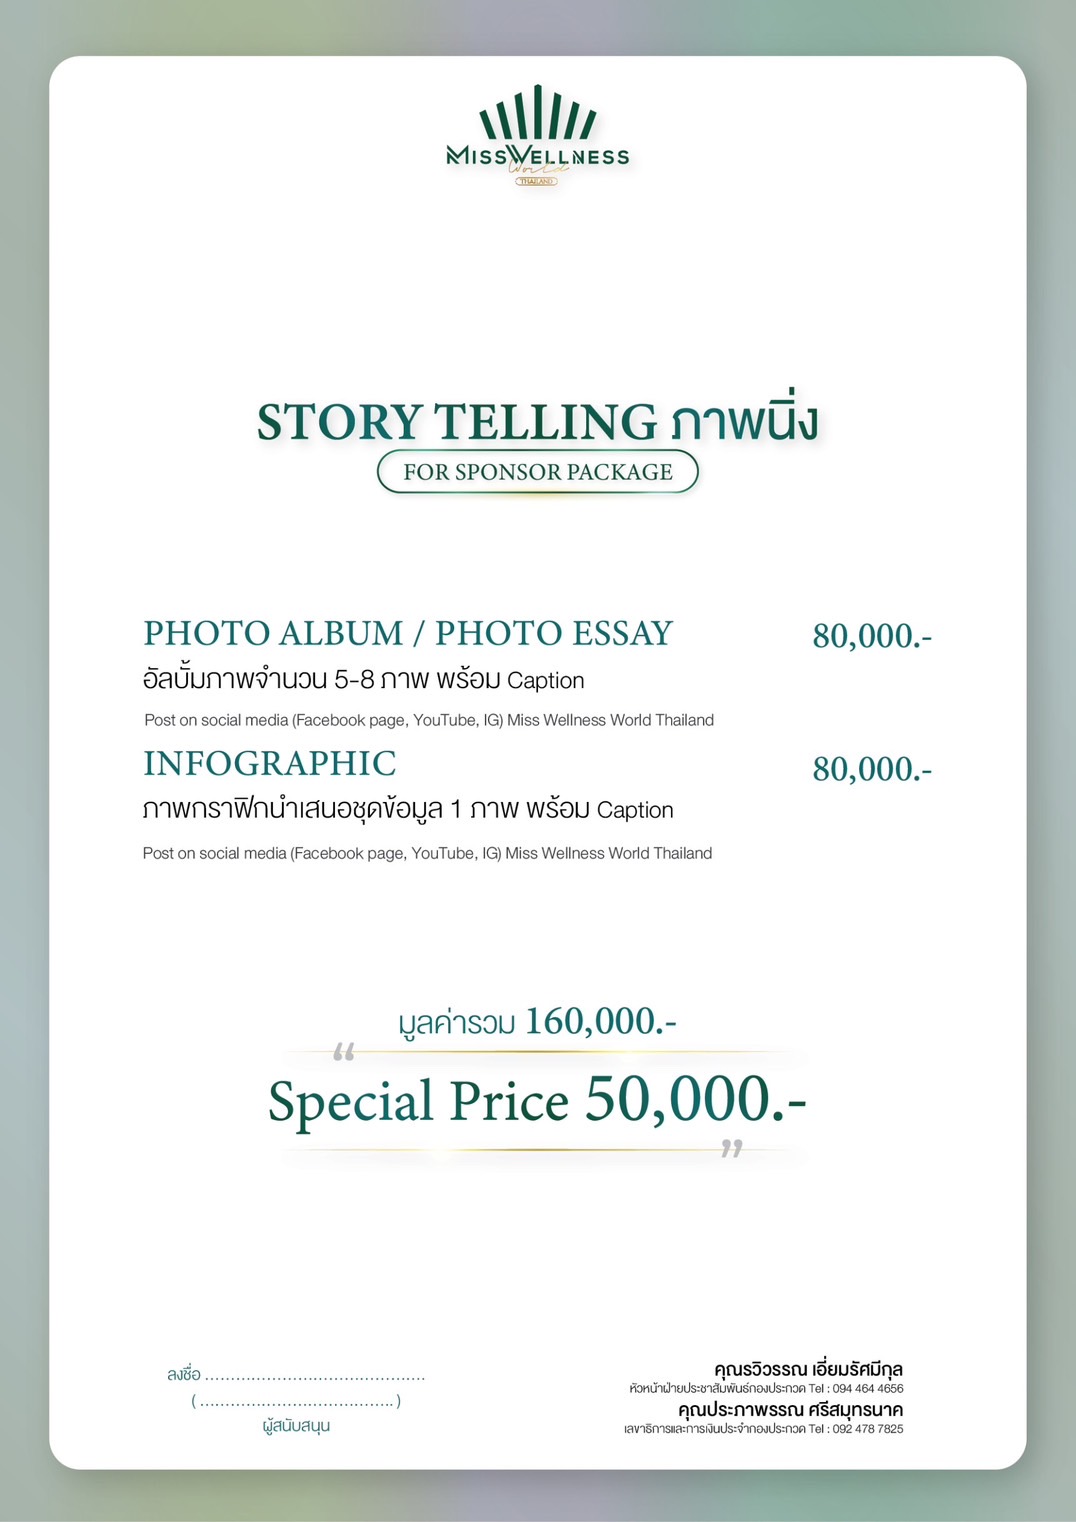 MISSWELLNESS
World
THAILAND
STORY TELLING ภาพนิ่ง
FOR SPONSOR PACKAGE
PHOTO ALBUM / PHOTO ESSAY 80,000.-
อัลบั้มภาพจำนวน 5-8 ภาพ พร้อม Caption
Post on social media (Facebook page, YouTube, IG) Miss Wellness World Thailand
INFOGRAPHIC 80,000.-
ภาพกราฟิกนำเสนอชุดข้อมูล 1 ภาพ พร้อม Caption
Post on social media (Facebook page, YouTube, IG) Miss Wellness World Thailand
มูลค่ารวม 160,000.-
“
Special Price 50,000.-
”
ลงชื่อ ...........................................
( ..................................... )
ผู้สนับสนุน
คุณรวิวรรณ เอี่ยมรัศมีกุล
หัวหน้าฝ่ายประชาสัมพันธ์กองประกวด Tel : 094 464 4656
คุณประภาพรรณ ศรีสมุทรนาค
เลขาธิการและการเงินประจำกองประกวด Tel : 092 478 7825